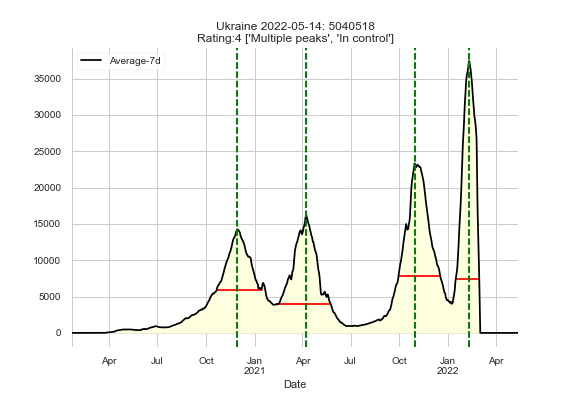 Ukraine 2022-05-14: 5040518
Rating:4 ['Multiple peaks', 'In control']
Average-7d
35000
30000
25000
20000
15000
10000
5000
0
Apr Jul Oct Jan Apr Jul Oct Jan Apr
2021 2022
Date